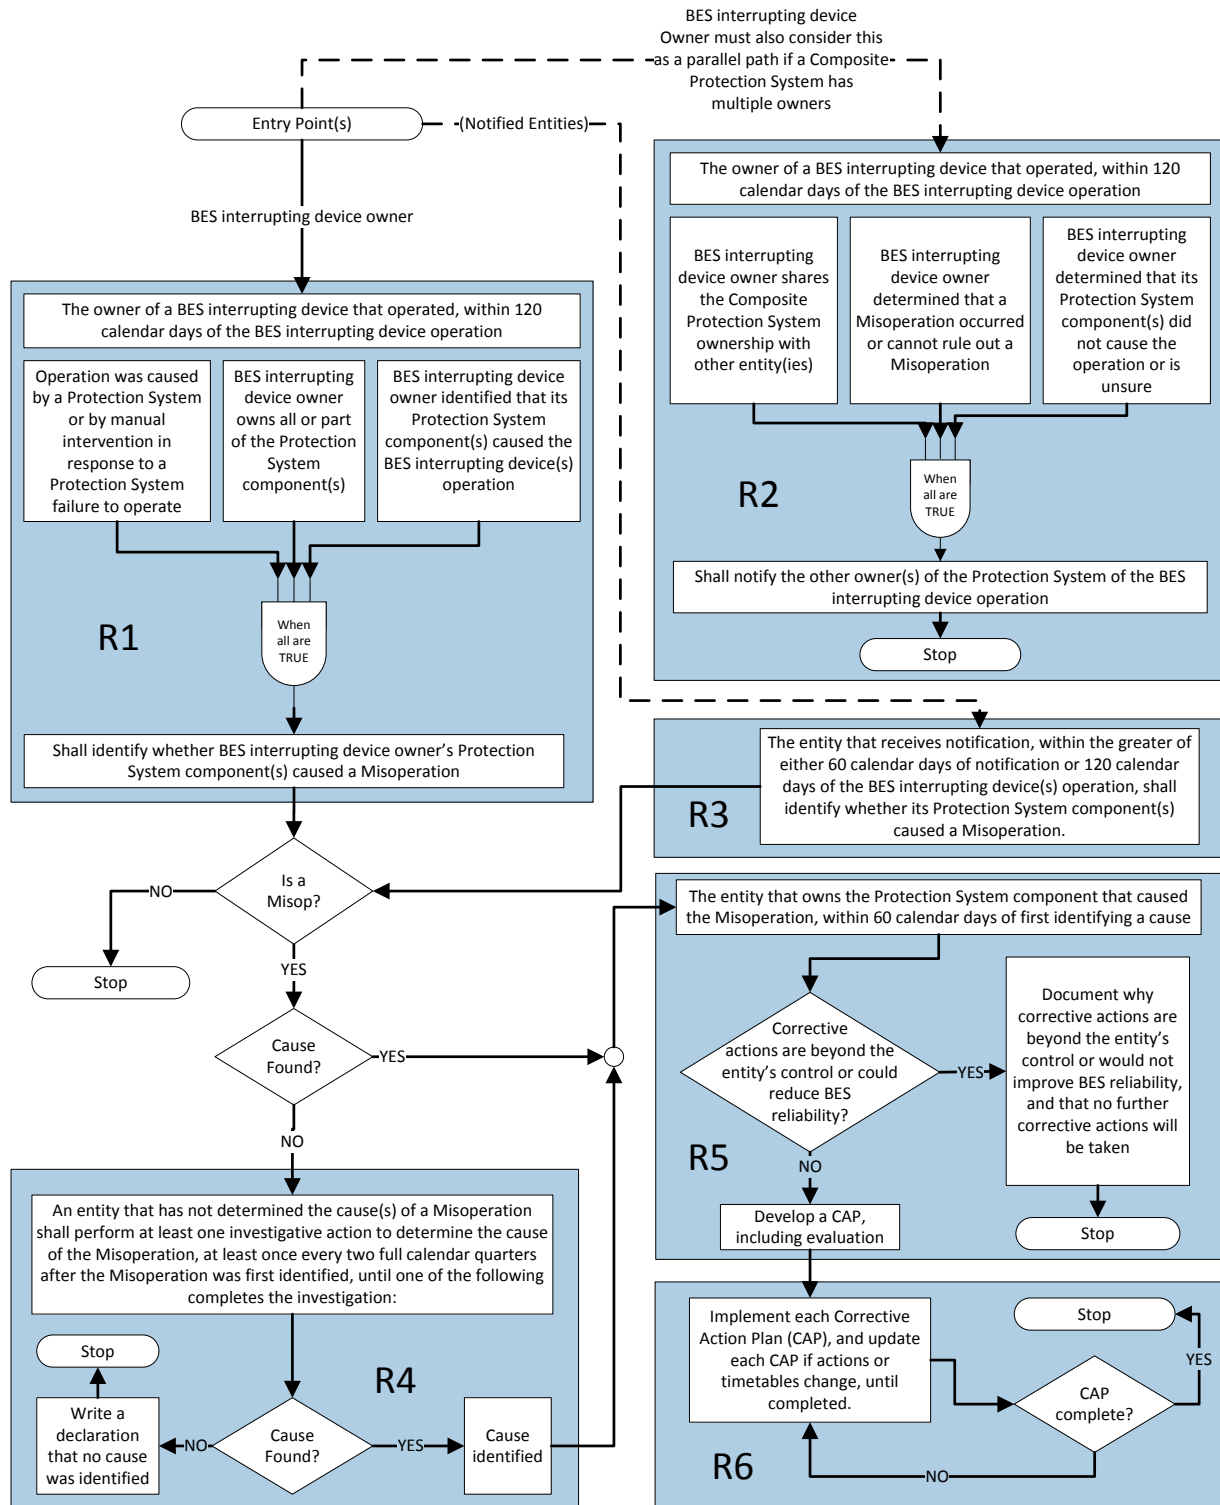 BES interrupting device
Owner must also consider this
as a parallel path if a Composite
Protection System has
multiple owners
Entry Point(s)
(Notified Entities)
BES interrupting device owner
The owner of a BES interrupting device that operated, within 120
calendar days of the BES interrupting device operation
BES interrupting
device owner shares
the Composite
Protection System
ownership with
other entity(ies)
BES interrupting
device owner
determined that a
Misoperation occurred
or cannot rule out a
Misoperation
BES interrupting
device owner
determined that its
Protection System
component(s) did
not cause the
operation or is
unsure
When
all are
TRUE
R2
Shall notify the other owner(s) of the Protection System of the BES
interrupting device operation
Stop
The owner of a BES interrupting device that operated, within 120
calendar days of the BES interrupting device operation
Operation was caused
by a Protection System
or by manual
intervention in
response to a
Protection System
failure to operate
BES interrupting
device owner
owns all or part
of the Protection
System
component(s)
BES interrupting device
owner identified that its
Protection System
component(s) caused the
BES interrupting device(s)
operation
When
all are
TRUE
R1
Shall identify whether BES interrupting device owner’s Protection
System component(s) caused a Misoperation
The entity that receives notification, within the greater of
either 60 calendar days of notification or 120 calendar
days of the BES interrupting device(s) operation, shall
identify whether its Protection System component(s)
caused a Misoperation.
R3
Is a
Misop?
NO
Stop
YES
Cause
Found?
YES
NO
The entity that owns the Protection System component that caused
the Misoperation, within 60 calendar days of first identifying a cause
Corrective
actions are beyond the
entity’s control or could
reduce BES
reliability?
YES
Document why
corrective actions are
beyond the entity’s
control or would not
improve BES reliability,
and that no further
corrective actions will
be taken
Stop
R5
NO
Develop a CAP,
including evaluation
An entity that has not determined the cause(s) of a Misoperation
shall perform at least one investigative action to determine the cause
of the Misoperation, at least once every two full calendar quarters
after the Misoperation was first identified, until one of the following
completes the investigation:
R4
Stop
Write a
declaration
that no cause
was identified
NO
Cause
Found?
YES
Cause
identified
Implement each Corrective
Action Plan (CAP), and update
each CAP if actions or
timetables change, until
completed.
Stop
YES
CAP
complete?
NO
R6